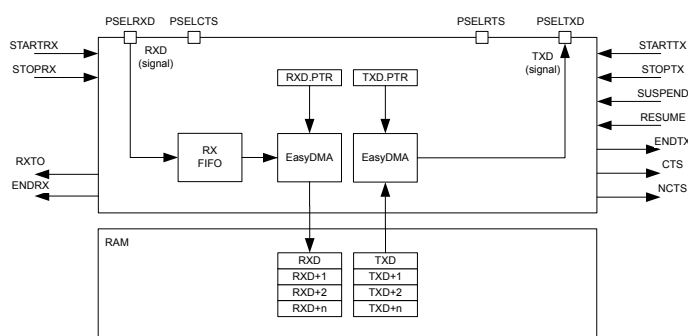 PSELRXD PSELCTS PSELRTS PSELTXD
STARTRX RXD TXD STARTTX
(signal) (signal)
STOPRX STOPTX
RXD.PTR TXD.PTR
SUSPEND
RESUME
RX
FIFO EasyDMA EasyDMA
ENDTX
RXTO CTS
ENDRX NCTS
RAM
RXD TXD
RXD+1 TXD+1
RXD+2 TXD+2
RXD+n TXD+n